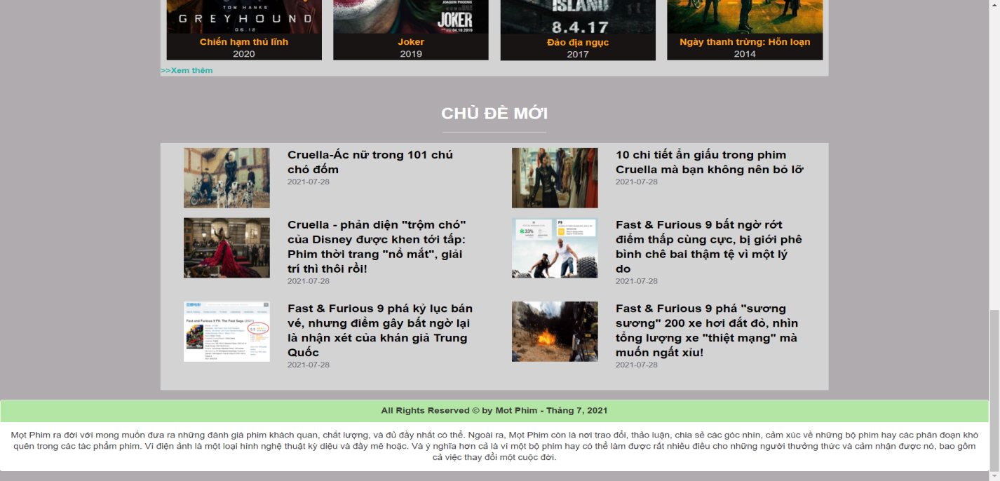 TOM HANKS
GREYHOUND
06.12
JOAQUIN PHOENIX
JOKER
04.10.2019
ISLAND
8.4.17
Chiến hạm thủ lĩnh
2020
Joker
2019
Đảo địa ngục
2017
Ngày thanh trừng: Hỗn loạn
2014
>>Xem thêm
CHỦ ĐỀ MỚI
Cruella-Ác nữ trong 101 chú
chó đốm
2021-07-28
10 chi tiết ẩn giấu trong phim
Cruella mà bạn không nên bỏ lỡ
2021-07-28
Cruella - phản diện "trộm chó"
của Disney được khen tới tấp:
Phim thời trang "nổ mắt", giải
trí thì thôi rồi!
2021-07-28
33%
F9
Fast & Furious 9 bất ngờ rớt
điểm thấp cùng cực, bị giới phê
bình chê bai thậm tệ vì một lý
do
2021-07-28
Fast and Furious 9 F9: The Fast Saga (2021)
Fast & Furious 9 phá kỷ lục bán
vé, nhưng điểm gây bất ngờ lại
là nhận xét của khán giả Trung
Quốc
2021-07-28
Fast & Furious 9 phá "sương
sương" 200 xe hơi đắt đỏ, nhìn
tổng lượng xe "thiệt mạng" mà
muốn ngất xỉu!
2021-07-28
All Rights Reserved © by Mot Phim - Tháng 7, 2021
Mọt Phim ra đời với mong muốn đưa ra những đánh giá phim khách quan, chất lượng, và đủ đầy nhất có thể. Ngoài ra, Mọt Phim còn là nơi trao đổi, thảo luận, chia sẻ các góc nhìn, cảm xúc về những bộ phim hay các phân đoạn khó
quên trong các tác phẩm phim. Vì điện ảnh là một loại hình nghệ thuật kỳ diệu và đầy mê hoặc. Và ý nghĩa hơn cả là vì một bộ phim hay có thể làm được rất nhiều điều cho những người thưởng thức và cảm nhận được nó, bao gồm
cả việc thay đổi một cuộc đời.